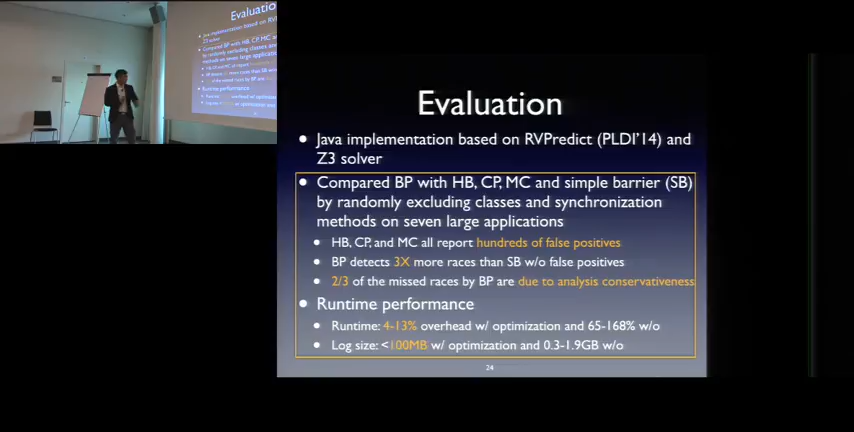 Evaluation
• Java implementation based on RVPredict (PLDI'14) and
Z3 solver
• Compared BP with HB, CP, MC and simple barrier (SB)
by randomly excluding classes and synchronization
methods on seven large applications
• HB, CP, and MC all report hundreds of false positives
• BP detects 3X more races than SB w/o false positives
• 2/3 of the missed races by BP are due to analysis conservativeness
• Runtime performance
• Runtime: 4-13% overhead w/ optimization and 65-168% w/o
• Log size: <100MB w/ optimization and 0.3-1.9GB w/o
24